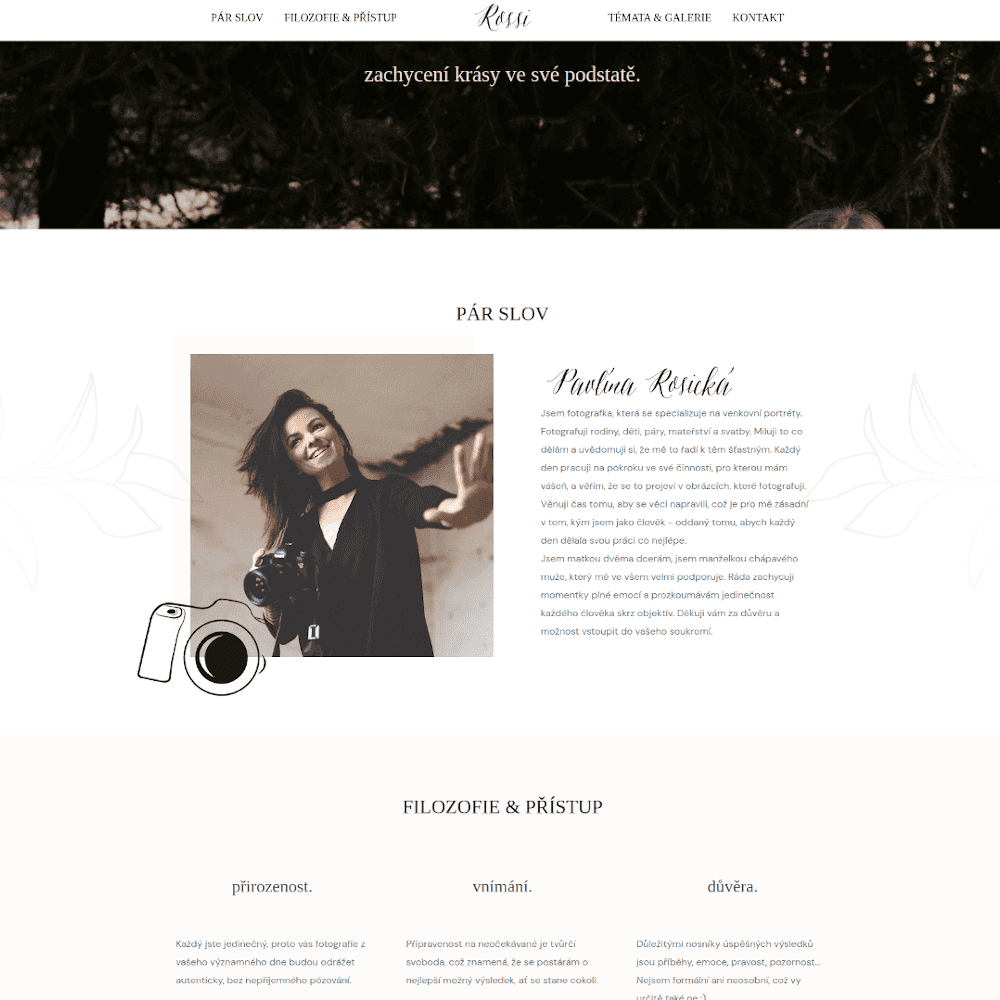 PÁR SLOV FILOZOFIE & PŘÍSTUP Rossi TÉMATA & GALERIE KONTAKT
zachycení krásy ve své podstatě.
PÁR SLOV
Pavlína Rosická
Jsem fotografka, která se specializuje na venkovní portréty.
Fotografuji rodiny, děti, páry, mateřství a svatby. Miluji to co
dělám a uvědomuji si, že mě to řadí k těm šťastným. Každý
den pracuji na pokroku ve své činnosti, pro kterou mám
vášeň, a věřím, že se to projeví v obrázcích, které fotografuji.
Věnuji čas tomu, aby se věci napravili, což je pro mě zásadní
v tom, kým jsem jako člověk - oddaný tomu, abych každý
den dělala svou práci co nejlépe.
Jsem matkou dvěma dcerám, jsem manželkou chápavého
muže, který mě ve všem velmi podporuje. Ráda zachycuji
momentky plné emocí a prozkoumávám jedinečnost
každého člověka skrz objektiv. Děkuji vám za důvěru a
možnost vstoupit do vašeho soukromí.
FILOZOFIE & PŘÍSTUP
přirozenost.
Každý jste jedinečný, proto vás fotografie z
vašeho významného dne budou odrážet
autenticky, bez nepříjemného pózování.
vnímání.
Připravenost na neočekávané je tvůrčí
svoboda, což znamená, že se postarám o
nejlepší možný výsledek, ať se stane cokoli.
důvěra.
Důležitými nosníky úspěšných výsledků
jsou příběhy, emoce, pravost, pozornost...
Nejsem formální ani neosobní, což vy
určitě také ne :)